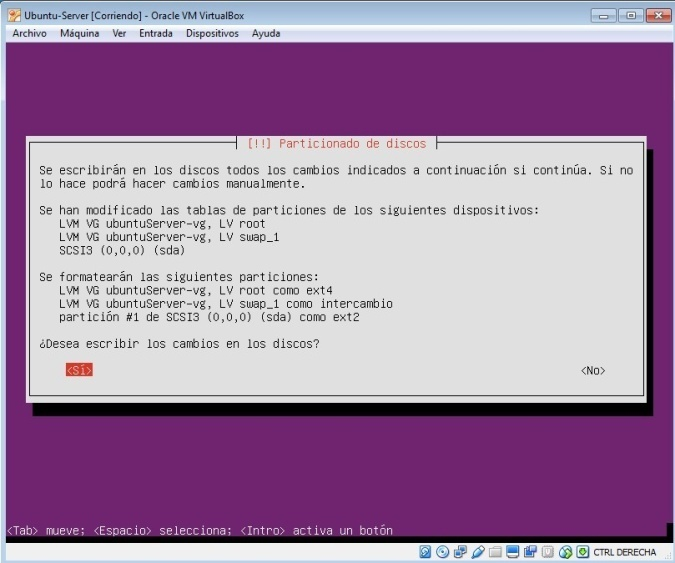 Ubuntu-Server [Corriendo] - Oracle VM VirtualBox
Archivo Máquina Ver Entrada Dispositivos Ayuda
[!!] Particionado de discos
Se escribirán en los discos todos los cambios indicados a continuación si continúa. Si no
lo hace podrá hacer cambios manualmente.
Se han modificado las tablas de particiones de los siguientes dispositivos:
LVM VG ubuntuServer-vg, LV root
LVM VG ubuntuServer-vg, LV swap_1
SCSI3 (0,0,0) (sda)
Se formatearán las siguientes particiones:
LVM VG ubuntuServer-vg, LV root como ext4
LVM VG ubuntuServer-vg, LV swap_1 como intercambio
partición #1 de SCSI3 (0,0,0) (sda) como ext2
¿Desea escribir los cambios en los discos?
<Sí> <No>
<Tab> mueve; <Espacio> selecciona; <Intro> activa un botón
CTRL DERECHA